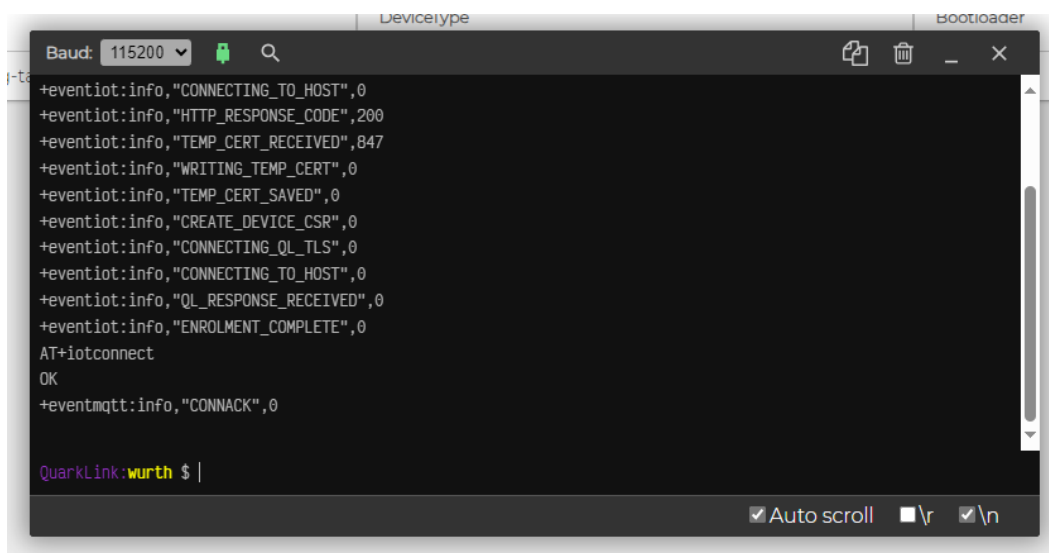 DeviceType
Bootloader
Baud: 115200
+eventiot:info,"CONNECTING_TO_HOST",0
+eventiot:info,"HTTP_RESPONSE_CODE",200
+eventiot:info,"TEMP_CERT_RECEIVED",847
+eventiot:info,"WRITING_TEMP_CERT",0
+eventiot:info,"TEMP_CERT_SAVED",0
+eventiot:info,"CREATE_DEVICE_CSR",0
+eventiot:info,"CONNECTING_QL_TLS",0
+eventiot:info,"CONNECTING_TO_HOST",0
+eventiot:info,"QL_RESPONSE_RECEIVED",0
+eventiot:info,"ENROLMENT_COMPLETE",0
AT+iotconnect
OK
+eventmqtt:info,"CONNACK",0
QuarkLink:wurth $
Auto scroll \r \n